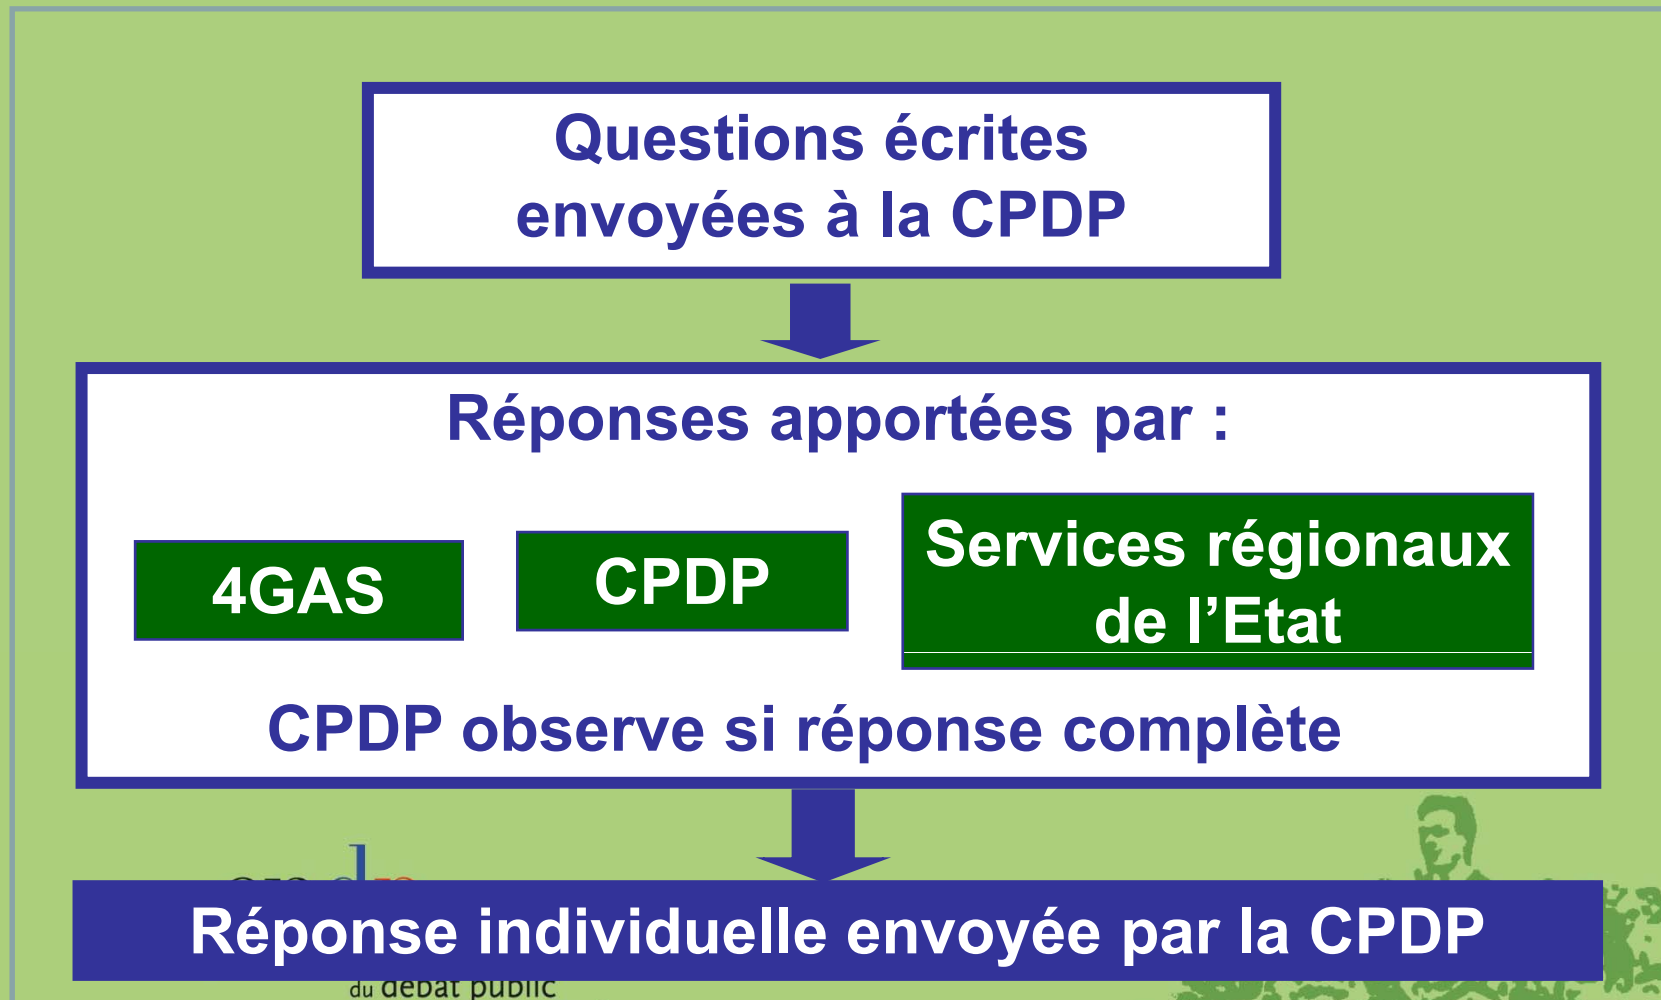 Questions écrites
envoyées à la CPDP
Réponses apportées par :
4GAS
CPDP
Services régionaux
de l’Etat
CPDP observe si réponse complète
Réponse individuelle envoyée par la CPDP
du débat public